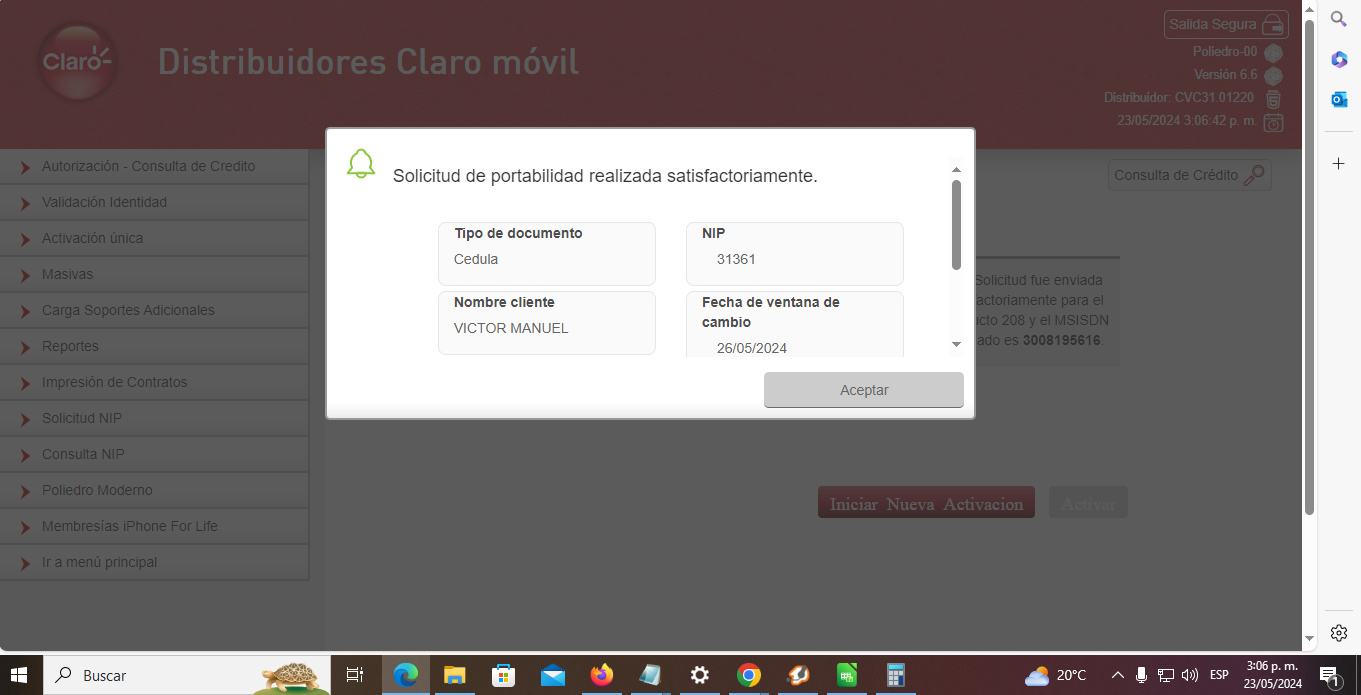 Claro
Distribuidores Claro móvil
Salida Segura
Poliedro-00
Versión 6.6
Distribuidor: CVC31.01220
23/05/2024 3:06:42 p. m.
Autorización - Consulta de Credito
Validación Identidad
Activación única
Masivas
Carga Soportes Adicionales
Reportes
Impresión de Contratos
Solicitud NIP
Consulta NIP
Poliedro Moderno
Membresías iPhone For Life
Ir a menú principal
Consulta de Crédito
Solicitud de portabilidad realizada satisfactoriamente.
Tipo de documento
Cedula
NIP
31361
Nombre cliente
VICTOR MANUEL
Fecha de ventana de
cambio
26/05/2024
Aceptar
Solicitud fue enviada
actoriamente para el
cto 208 y el MSISDN
ado es 3008195616.
Iniciar Nueva Activacion
Activar
Buscar
20°C
ESP
3:06 p. m.
23/05/2024
1